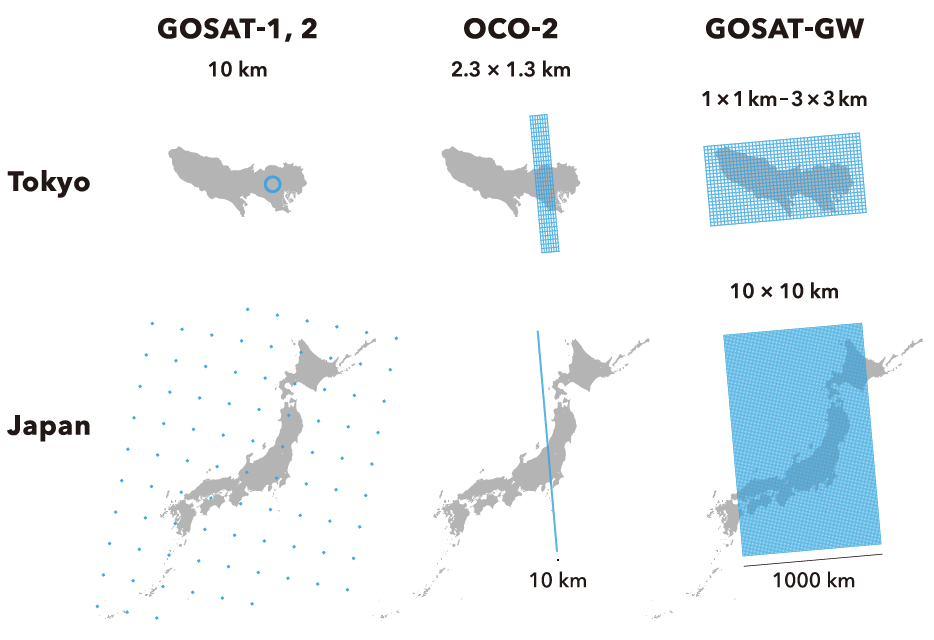 GOSAT-1, 2
OCO-2
GOSAT-GW
10 km
2.3 × 1.3 km
1 × 1 km – 3 × 3 km
Tokyo
10 × 10 km
Japan
10 km
1000 km